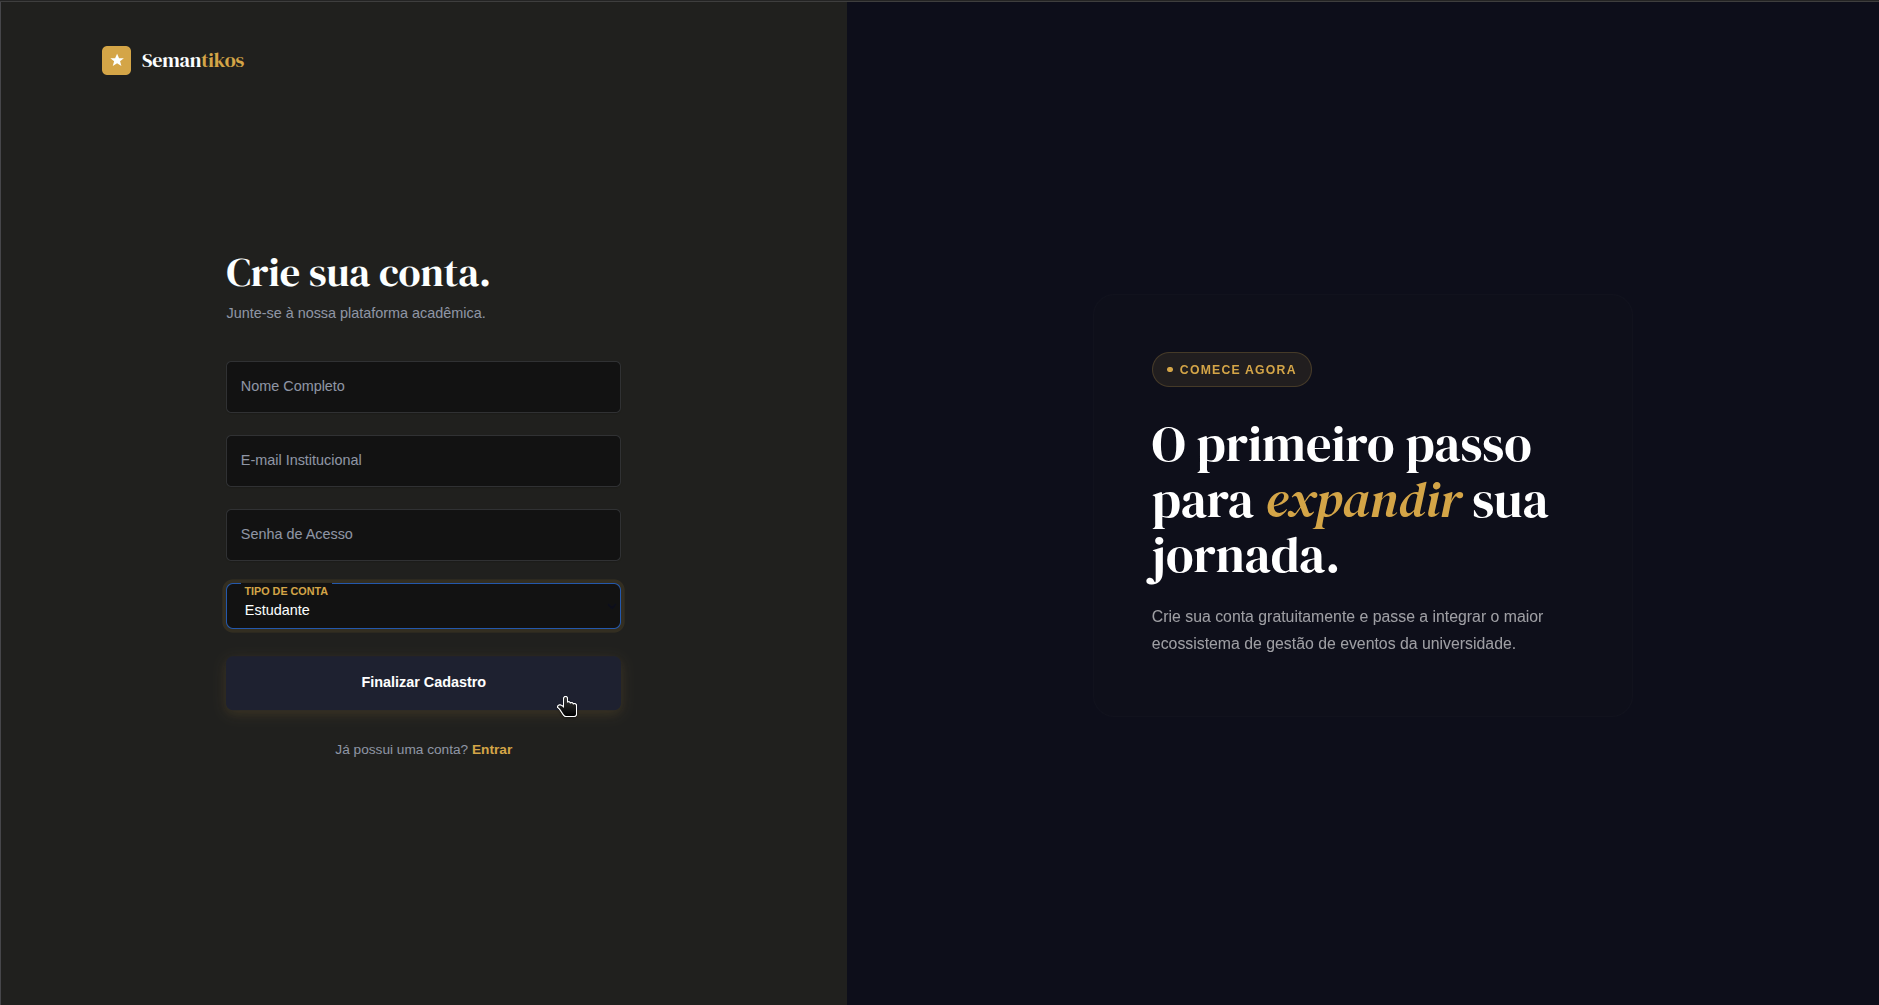 Semantikos
Crie sua conta.
Junte-se à nossa plataforma acadêmica.
Nome Completo
E-mail Institucional
Senha de Acesso
TIPO DE CONTA
Estudante
Finalizar Cadastro
Já possui uma conta? Entrar
COMECE AGORA
O primeiro passo
para expandir sua
jornada.
Crie sua conta gratuitamente e passe a integrar o maior
ecossistema de gestão de eventos da universidade.